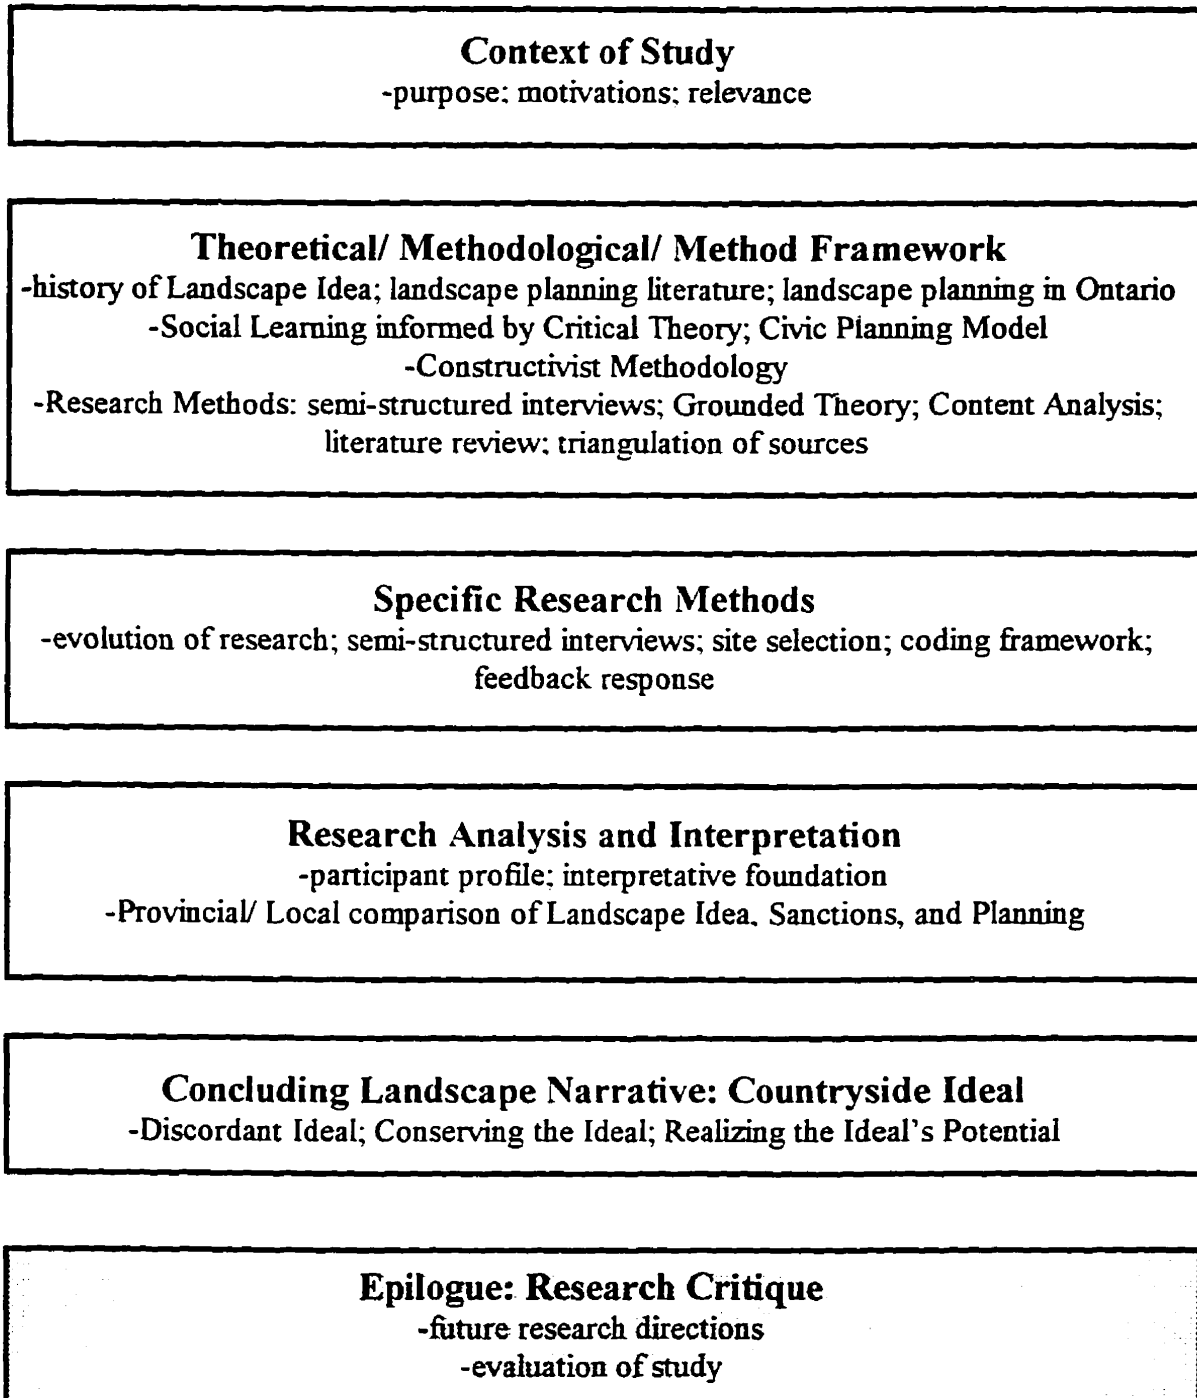 Context of Study
-purpose: motivations; relevance
Theoretical/ Methodological/ Method Framework
-history of Landscape Idea; landscape planning literature; landscape planning in Ontario
-Social Learning informed by Critical Theory; Civic Planning Model
-Constructivist Methodology
-Research Methods: semi-structured interviews; Grounded Theory; Content Analysis;
literature review; triangulation of sources
Specific Research Methods
-evolution of research; semi-structured interviews; site selection; coding framework;
feedback response
Research Analysis and Interpretation
-participant profile; interpretative foundation
-Provincial/ Local comparison of Landscape Idea, Sanctions, and Planning
Concluding Landscape Narrative: Countryside Ideal
-Discordant Ideal; Conserving the Ideal; Realizing the Ideal's Potential
Epilogue: Research Critique
-future research directions
-evaluation of study